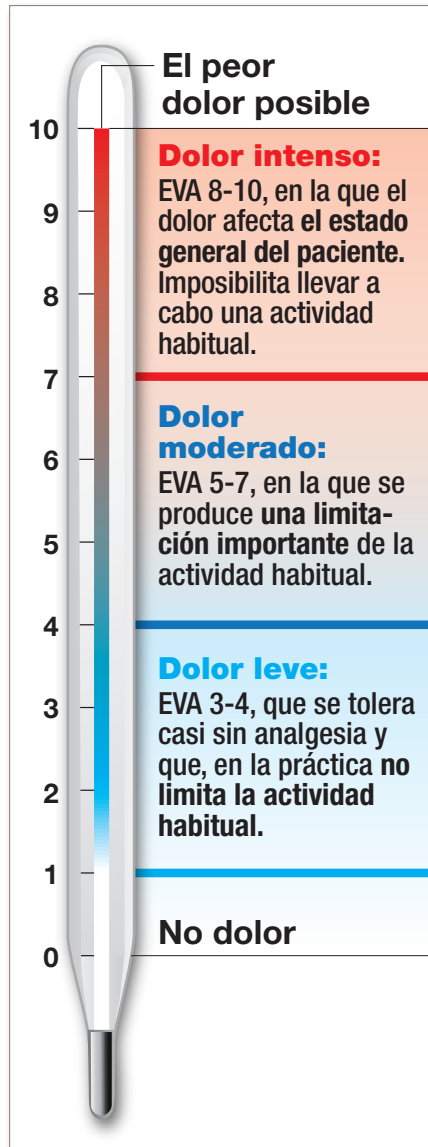 El peor
dolor posible
10
Dolor intenso:
EVA 8-10, en la que el
9
dolor afecta el estado
general del paciente.
8
Imposibilita llevar a
cabo una actividad
habitual.
7
Dolor
moderado:
6
EVA 5-7, en la que se
produce una limita-
5
ción importante de la
actividad habitual.
4
Dolor leve:
3
EVA 3-4, que se tolera
casi sin analgesia y
2
que, en la práctica no
limita la actividad
habitual.
1
No dolor
0